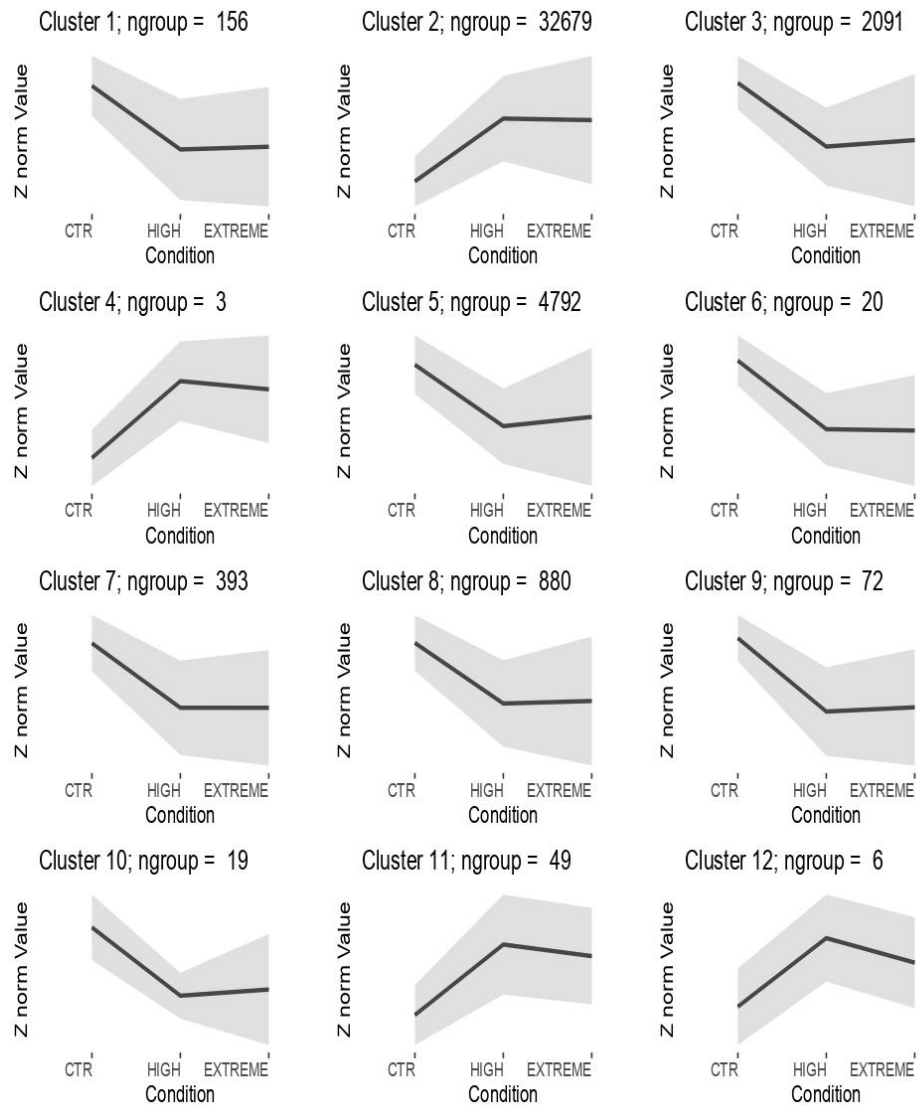 Cluster 1; ngroup = 156
Z norm Value
CTR HIGH EXTREME
Condition
Cluster 2; ngroup = 32679
Z norm Value
CTR HIGH EXTREME
Condition
Cluster 3; ngroup = 2091
Z norm Value
CTR HIGH EXTREME
Condition
Cluster 4; ngroup = 3
Z norm Value
CTR HIGH EXTREME
Condition
Cluster 5; ngroup = 4792
Z norm Value
CTR HIGH EXTREME
Condition
Cluster 6; ngroup = 20
Z norm Value
CTR HIGH EXTREME
Condition
Cluster 7; ngroup = 393
Z norm Value
CTR HIGH EXTREME
Condition
Cluster 8; ngroup = 880
Z norm Value
CTR HIGH EXTREME
Condition
Cluster 9; ngroup = 72
Z norm Value
CTR HIGH EXTREME
Condition
Cluster 10; ngroup = 19
Z norm Value
CTR HIGH EXTREME
Condition
Cluster 11; ngroup = 49
Z norm Value
CTR HIGH EXTREME
Condition
Cluster 12; ngroup = 6
Z norm Value
CTR HIGH EXTREME
Condition